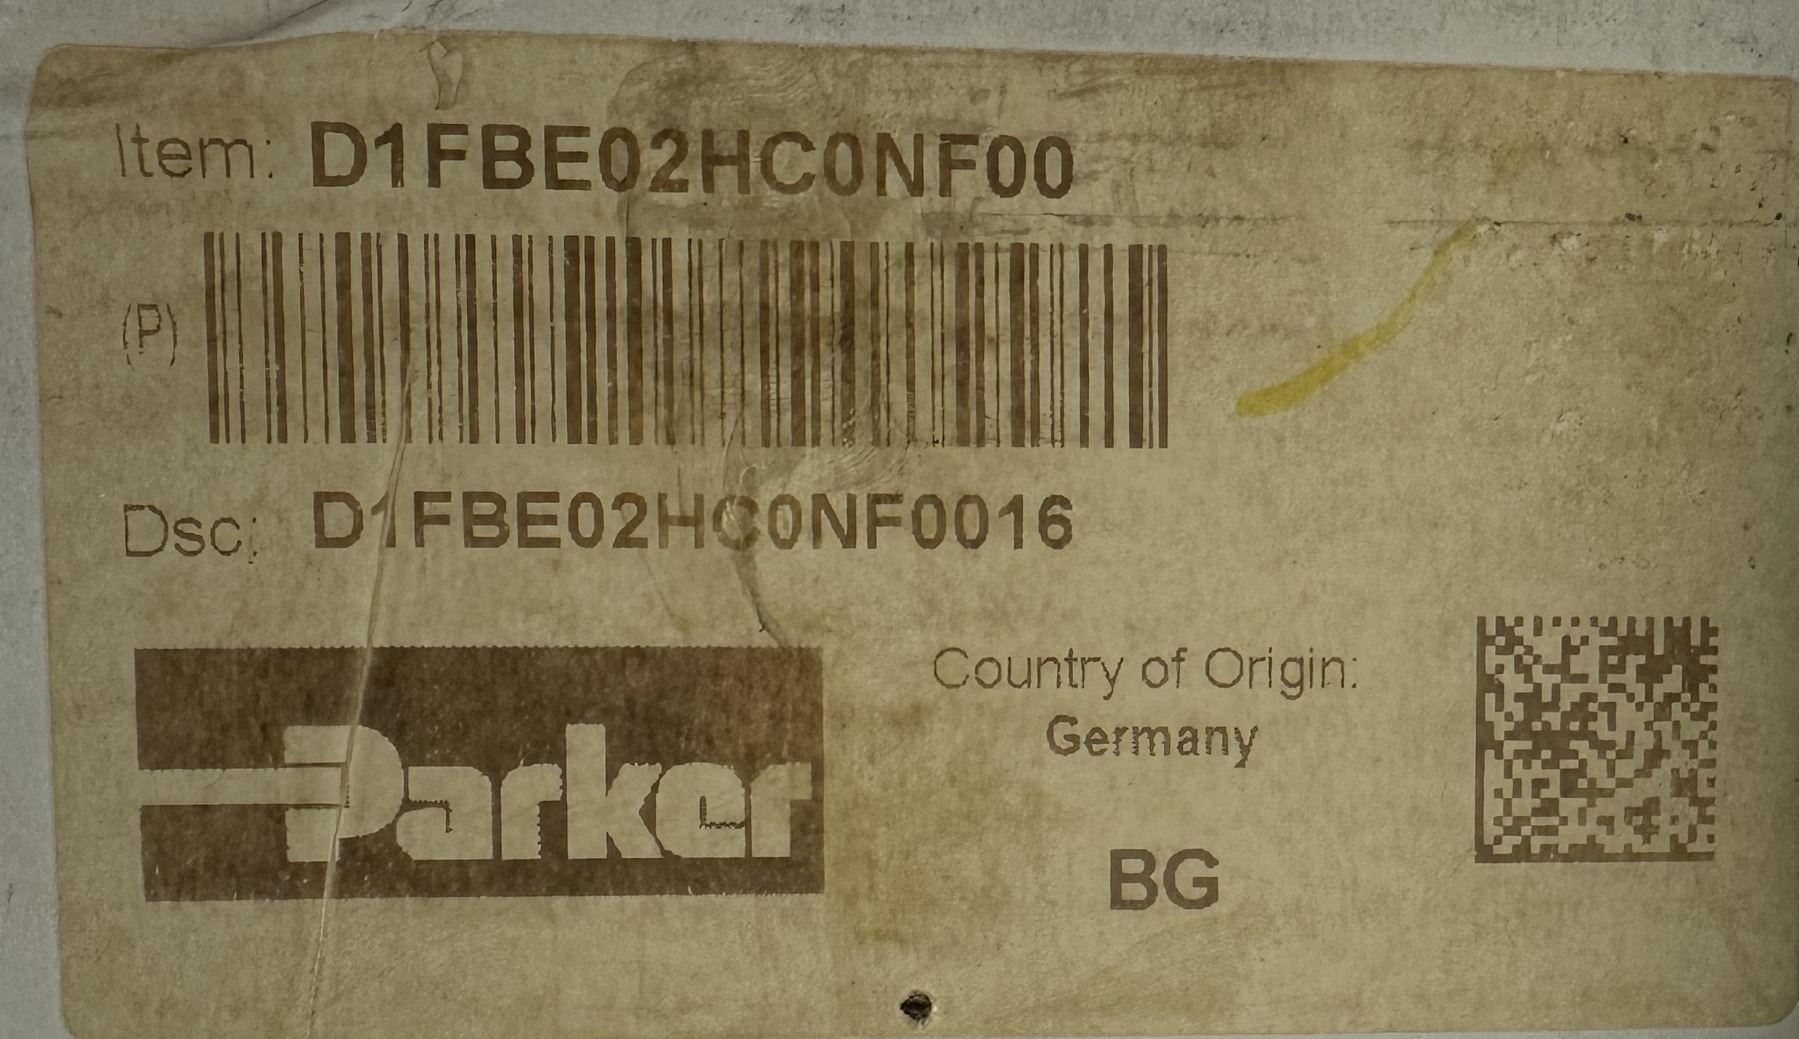 Item: D1FBE02HC0NF00
(P)
Dsc: D1FBE02HC0NF0016
Parker
Country of Origin:
Germany
BG